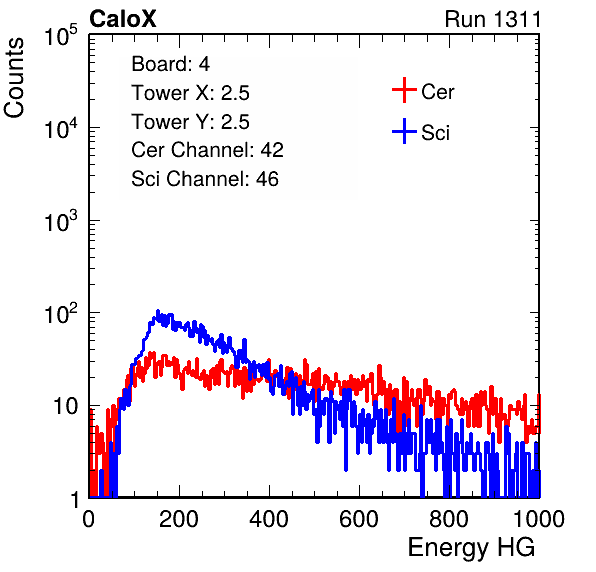 CaloX Run 1311
Counts
10^5
10^4
10^3
10^2
10
1
Board: 4
Tower X: 2.5
Tower Y: 2.5
Cer Channel: 42
Sci Channel: 46
Cer
Sci
0 200 400 600 800 1000
Energy HG